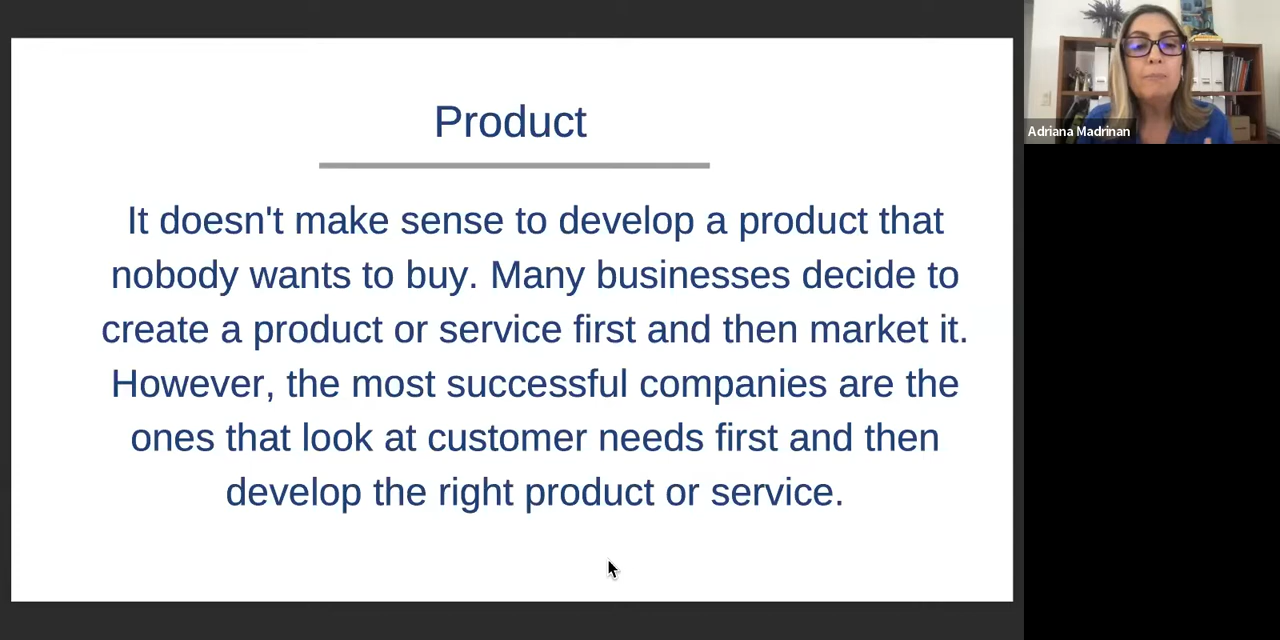 Product
It doesn't make sense to develop a product that
nobody wants to buy. Many businesses decide to
create a product or service first and then market it.
However, the most successful companies are the
ones that look at customer needs first and then
develop the right product or service.
Adriana Madrinan